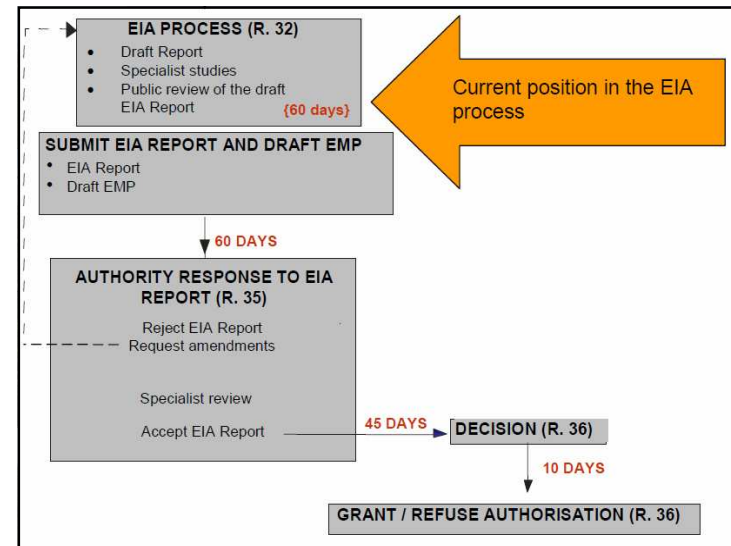 EIA PROCESS (R. 32)
• Draft Report
• Specialist studies
• Public review of the draft
EIA Report {60 days}
Current position in the EIA
process
SUBMIT EIA REPORT AND DRAFT EMP
• EIA Report
• Draft EMP
60 DAYS
AUTHORITY RESPONSE TO EIA
REPORT (R. 35)
Reject EIA Report
Request amendments
Specialist review
Accept EIA Report
45 DAYS
DECISION (R. 36)
10 DAYS
GRANT / REFUSE AUTHORISATION (R. 36)